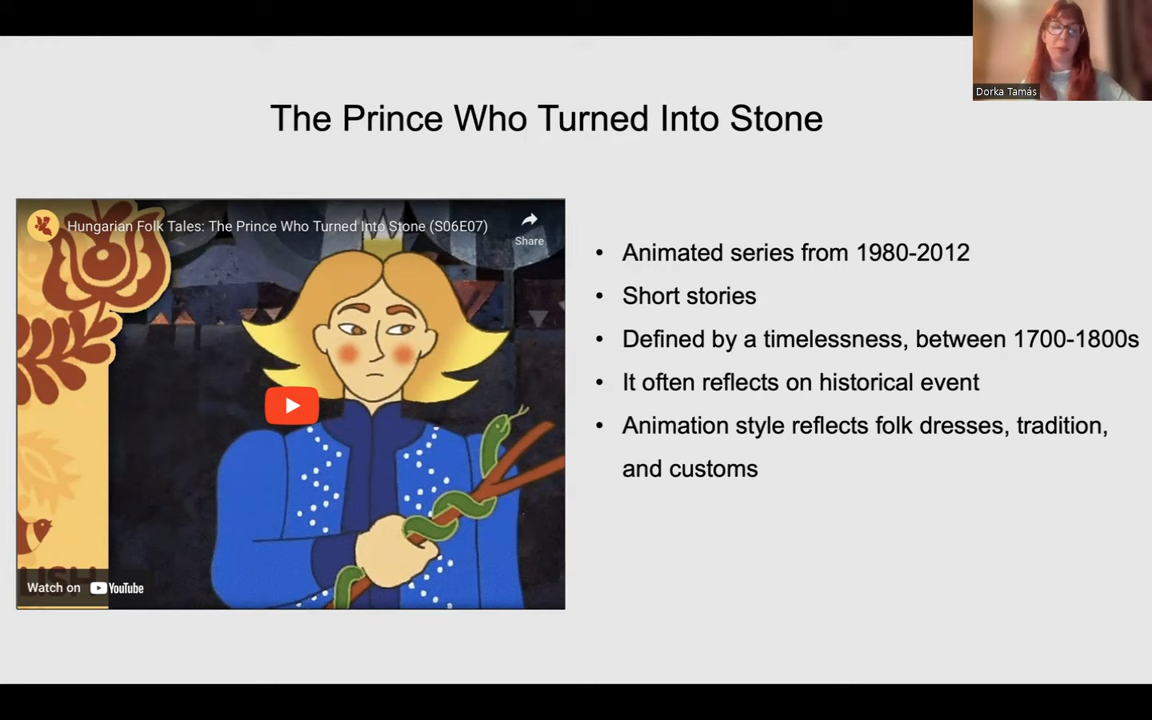 Dorka Tamás
The Prince Who Turned Into Stone
Hungarian Folk Tales: The Prince Who Turned Into Stone (S06E07)
Share
Watch on YouTube
• Animated series from 1980-2012
• Short stories
• Defined by a timelessness, between 1700-1800s
• It often reflects on historical event
• Animation style reflects folk dresses, tradition,
and customs